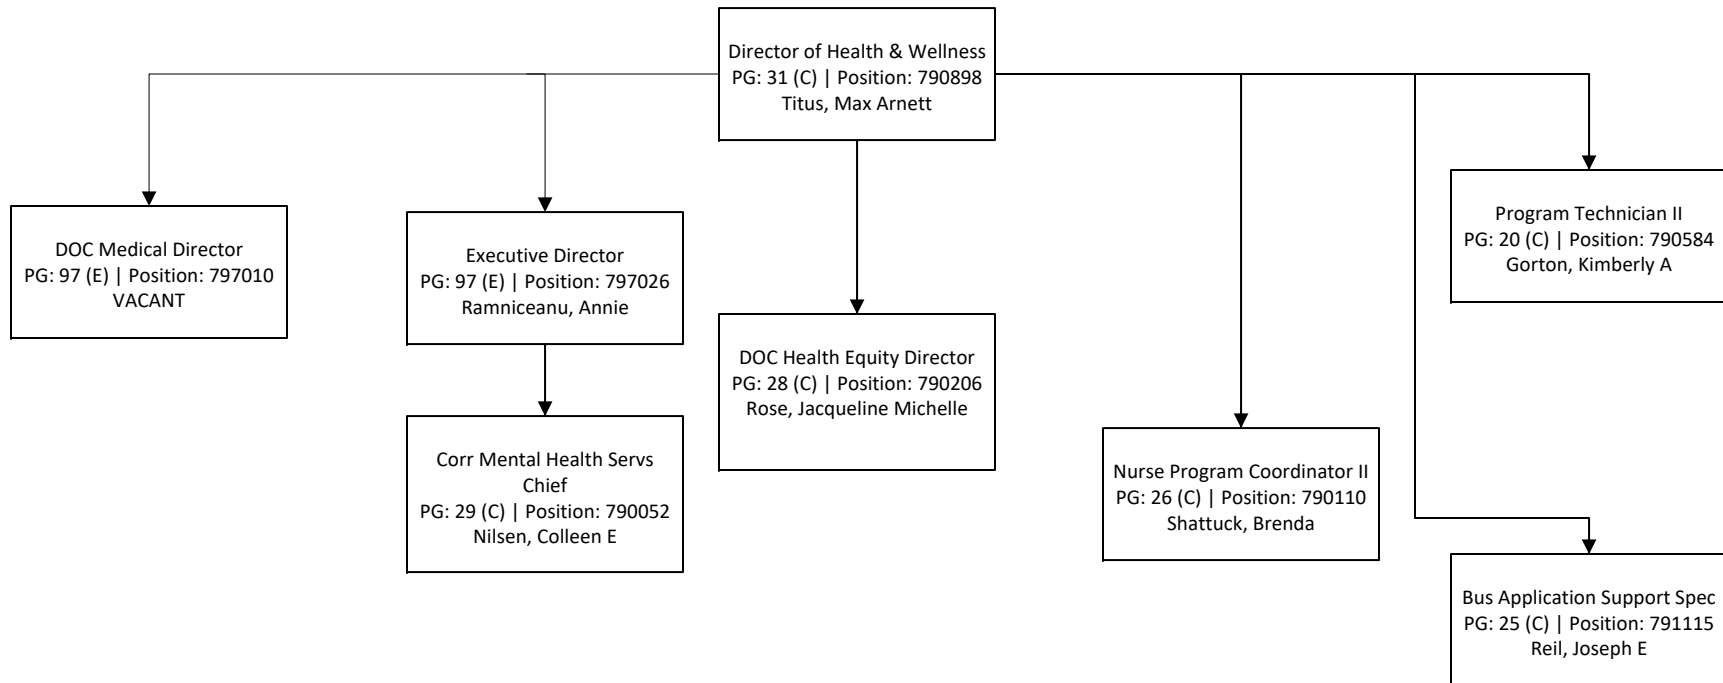 Director of Health & Wellness
PG: 31 (C) | Position: 790898
Titus, Max Arnett
DOC Medical Director
PG: 97 (E) | Position: 797010
VACANT
Executive Director
PG: 97 (E) | Position: 797026
Ramniceanu, Annie
Corr Mental Health Servs
Chief
PG: 29 (C) | Position: 790052
Nilsen, Colleen E
DOC Health Equity Director
PG: 28 (C) | Position: 790206
Rose, Jacqueline Michelle
Nurse Program Coordinator II
PG: 26 (C) | Position: 790110
Shattuck, Brenda
Program Technician II
PG: 20 (C) | Position: 790584
Gorton, Kimberly A
Bus Application Support Spec
PG: 25 (C) | Position: 791115
Reil, Joseph E